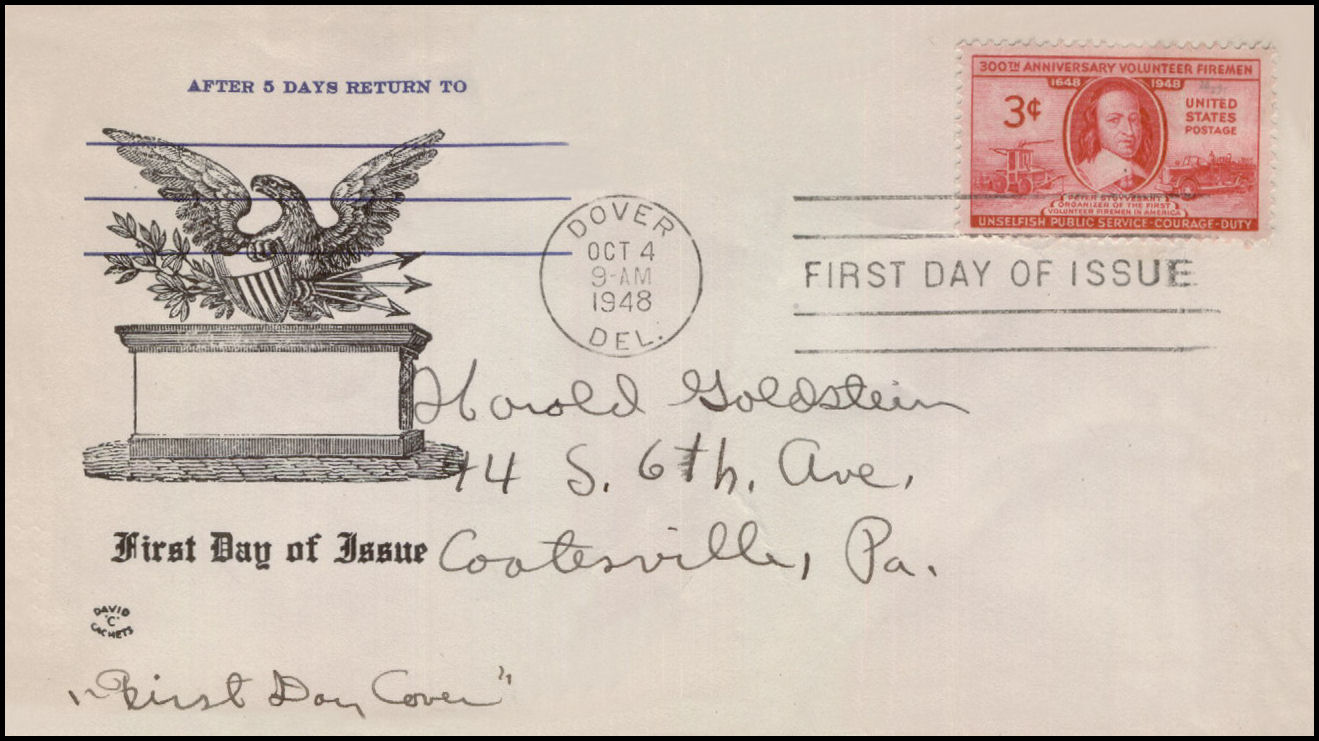 AFTER 5 DAYS RETURN TO
300TH ANNIVERSARY VOLUNTEER FIREMEN
1648 1948
3¢
UNITED
STATES
POSTAGE
PETER STUYVESANT
ORGANIZER OF THE FIRST
VOLUNTEER FIREMEN IN AMERICA
UNSELFISH PUBLIC SERVICE-COURAGE-DUTY
DOVER
OCT 4
9-AM
1948
DEL.
FIRST DAY OF ISSUE
Harold Goldstein
44 S. 6th. Ave.
Coatesville, Pa.
First Day of Issue
DAVID
"C"
CACHETS
"First Day Cover"